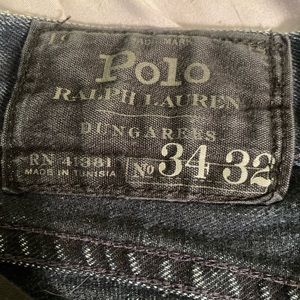 Polo
RALPH LAUREN
DUNGAREES
RN 41381 No 34 32
MADE IN TUNISIA